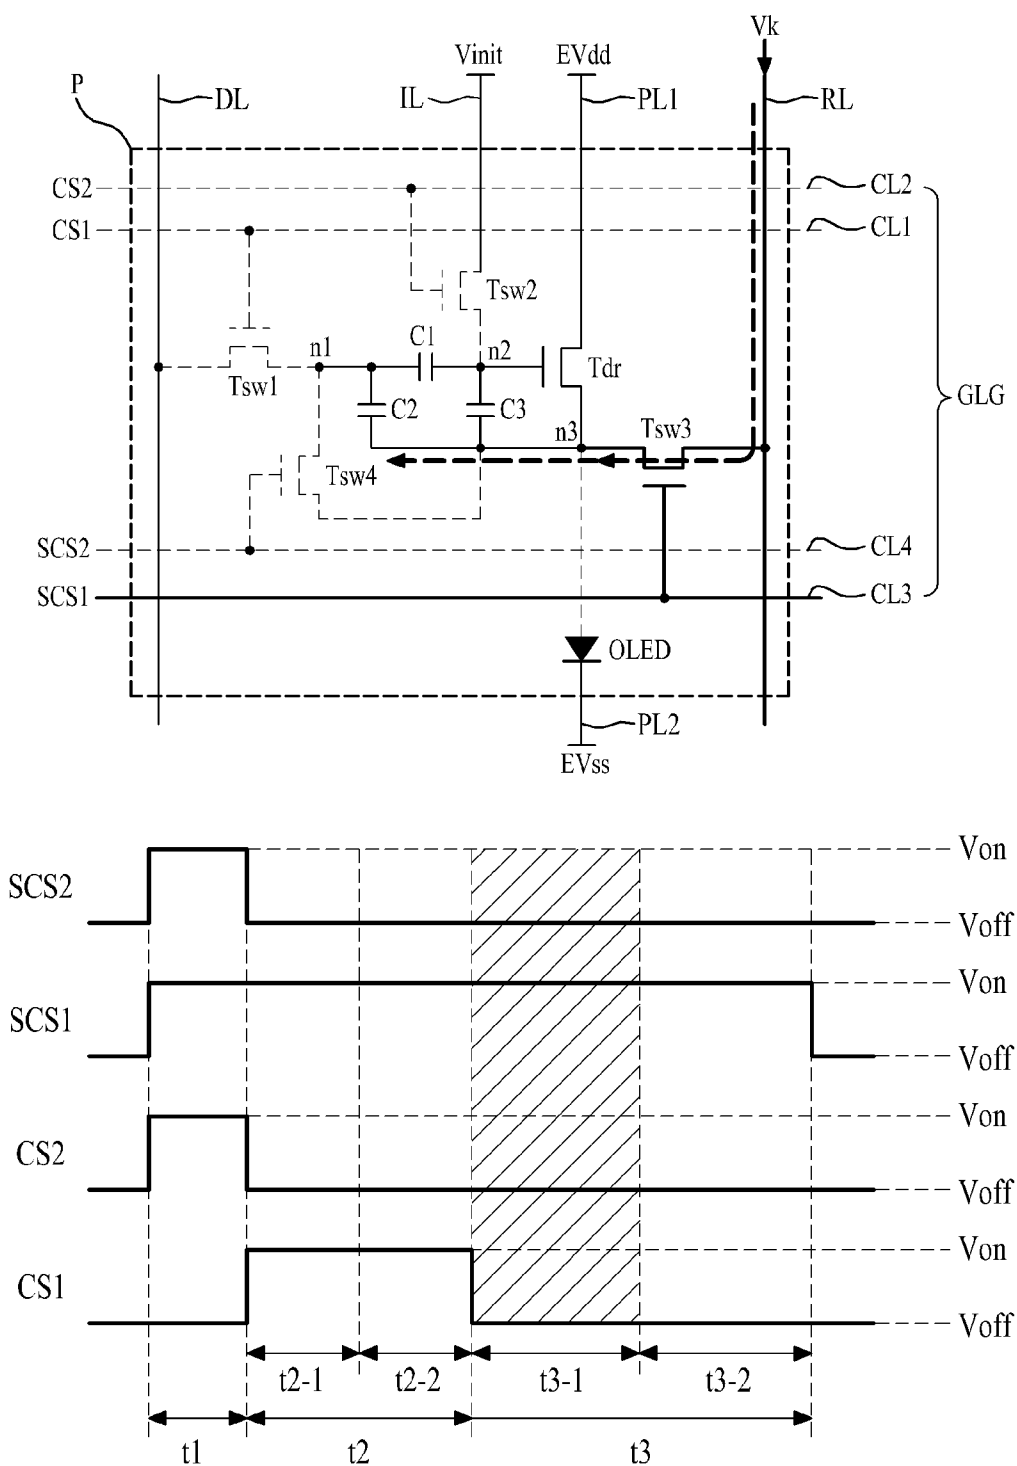 Vk
Vinit
EVdd
P
DL
IL
PL1
RL
CS2
CL2
CS1
CL1
Tsw2
C1
n1
n2
Tsw1
Tdr
C2
C3
GLG
n3
Tsw3
Tsw4
SCS2
CL4
SCS1
CL3
OLED
PL2
EVss
Von
SCS2
Voff
Von
SCS1
Voff
Von
CS2
Voff
Von
CS1
Voff
t2-1
t2-2
t3-1
t3-2
t1
t2
t3